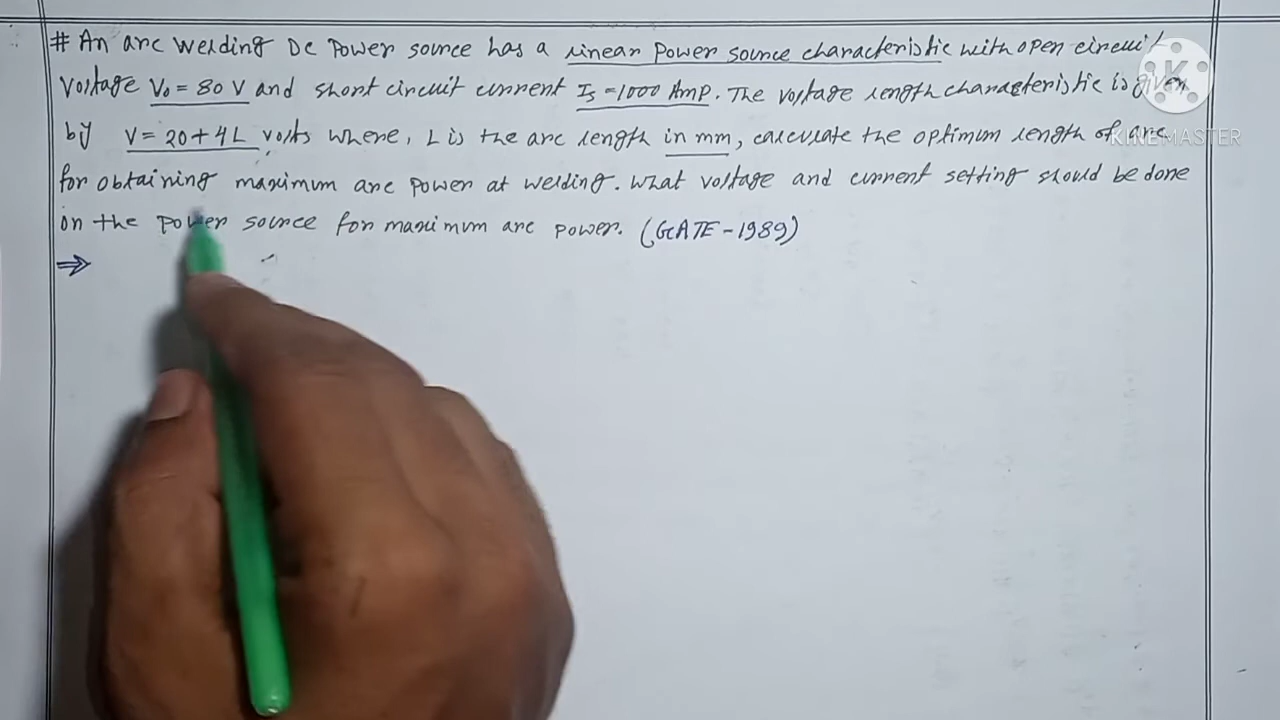 # An arc welding DC power source has a linear power source characteristic with open circuit
voltage V₀ = 80 V and short circuit current Is = 1000 Amp. The voltage length characteristic is given
by V = 20 + 4L volts where, L is the arc length in mm, calculate the optimum length of arc
for obtaining maximum arc power at welding. What voltage and current setting should be done
on the power source for maximum arc power. (GATE - 1989)
⇒
K
KINEMASTER